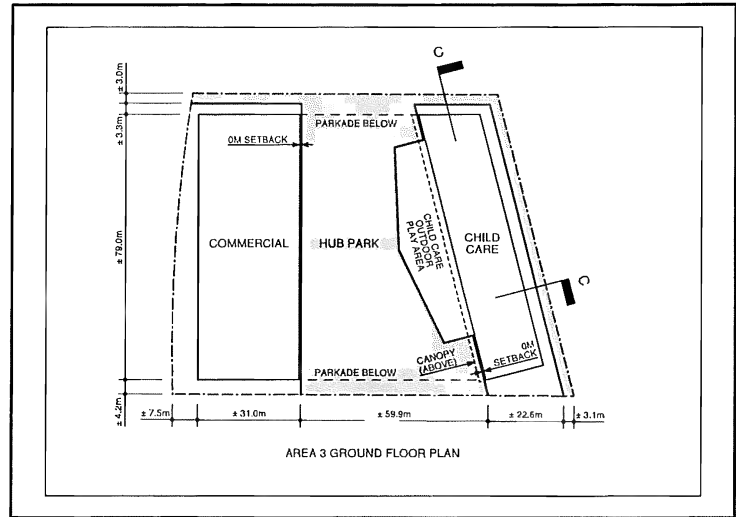 C
± 3.0m
± 3.3m
PARKADE BELOW
0M SETBACK
± 79.0m
COMMERCIAL
HUB PARK
CHILD CARE
OUTDOOR
PLAY AREA
CHILD
CARE
C
CANOPY
(ABOVE)
0M
SETBACK
PARKADE BELOW
± 4.2m
± 7.5m
± 31.0m
± 59.9m
± 22.6m
± 3.1m
AREA 3 GROUND FLOOR PLAN